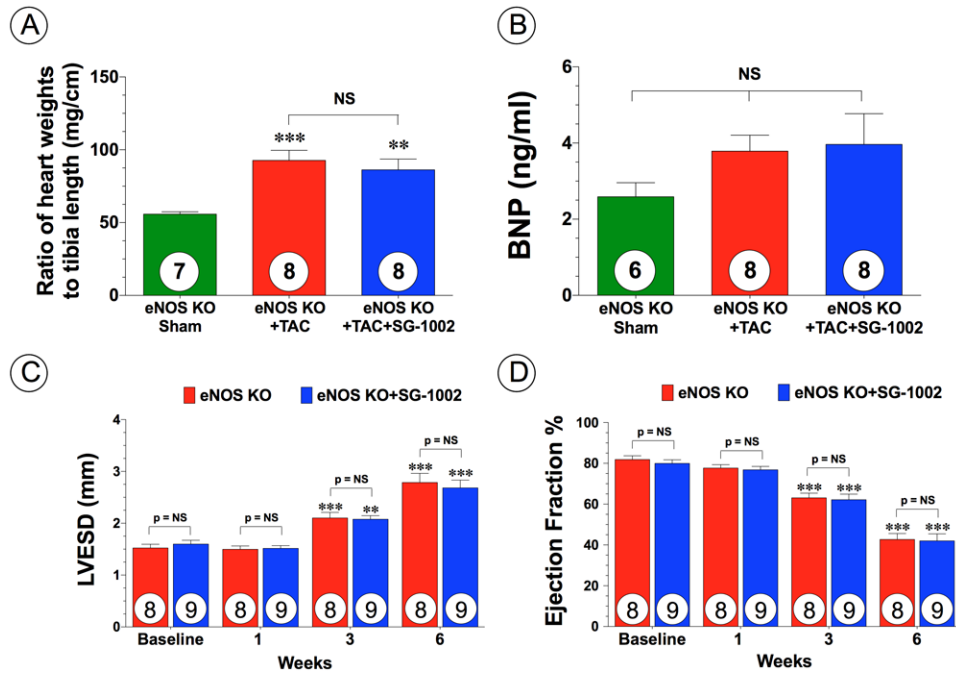 A
Ratio of heart weights
to tibia length (mg/cm)
150
100
50
0
NS
***
**
7
8
8
eNOS KO
Sham
eNOS KO
+TAC
eNOS KO
+TAC+SG-1002
B
BNP (ng/ml)
6
4
2
0
NS
6
8
8
eNOS KO
Sham
eNOS KO
+TAC
eNOS KO
+TAC+SG-1002
C
eNOS KO
eNOS KO+SG-1002
LVESD (mm)
4
3
2
1
0
p = NS
p = NS
p = NS
p = NS
***
**
***
***
8
9
8
9
8
9
8
9
Baseline
1
3
6
Weeks
D
eNOS KO
eNOS KO+SG-1002
Ejection Fraction %
100
80
60
40
20
0
p = NS
p = NS
p = NS
p = NS
***
***
***
***
8
9
8
9
8
9
8
9
Baseline
1
3
6
Weeks